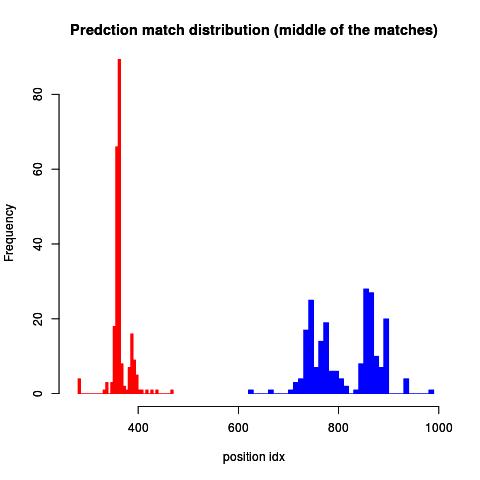 Predction match distribution (middle of the matches)
Frequency
80
60
40
20
0
400 600 800 1000
position idx